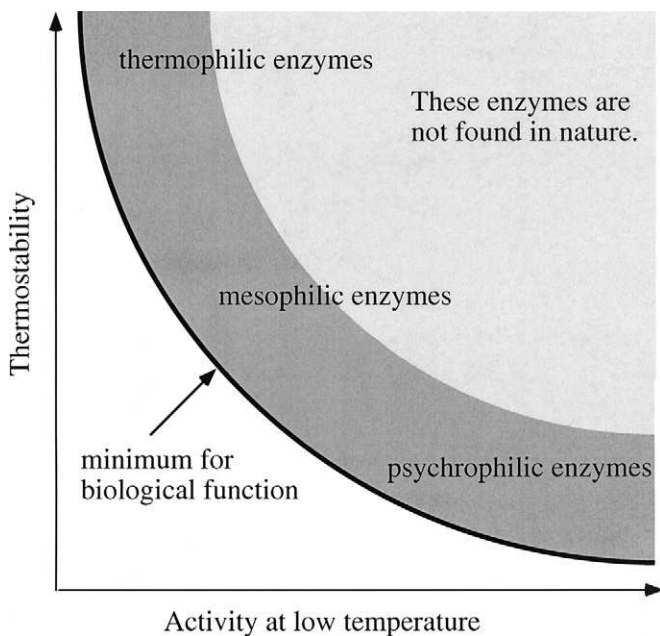 thermophilic enzymes
These enzymes are
not found in nature.
Thermostability
mesophilic enzymes
minimum for
biological function
psychrophilic enzymes
Activity at low temperature